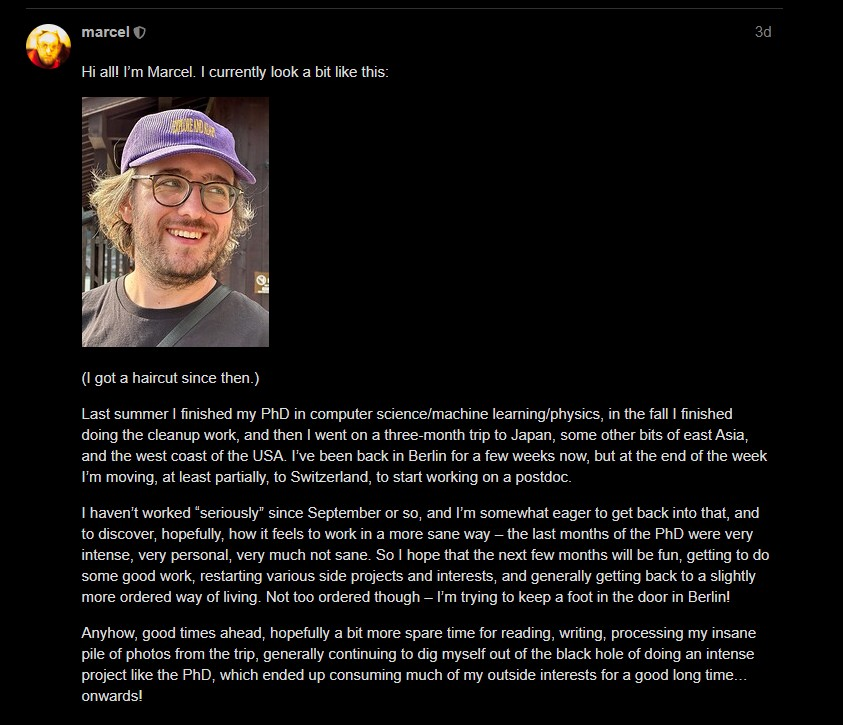 marcel
3d
Hi all! I’m Marcel. I currently look a bit like this:
(I got a haircut since then.)
Last summer I finished my PhD in computer science/machine learning/physics, in the fall I finished
doing the cleanup work, and then I went on a three-month trip to Japan, some other bits of east Asia,
and the west coast of the USA. I’ve been back in Berlin for a few weeks now, but at the end of the week
I’m moving, at least partially, to Switzerland, to start working on a postdoc.
I haven’t worked “seriously” since September or so, and I’m somewhat eager to get back into that, and
to discover, hopefully, how it feels to work in a more sane way – the last months of the PhD were very
intense, very personal, very much not sane. So I hope that the next few months will be fun, getting to do
some good work, restarting various side projects and interests, and generally getting back to a slightly
more ordered way of living. Not too ordered though – I’m trying to keep a foot in the door in Berlin!
Anyhow, good times ahead, hopefully a bit more spare time for reading, writing, processing my insane
pile of photos from the trip, generally continuing to dig myself out of the black hole of doing an intense
project like the PhD, which ended up consuming much of my outside interests for a good long time…
onwards!